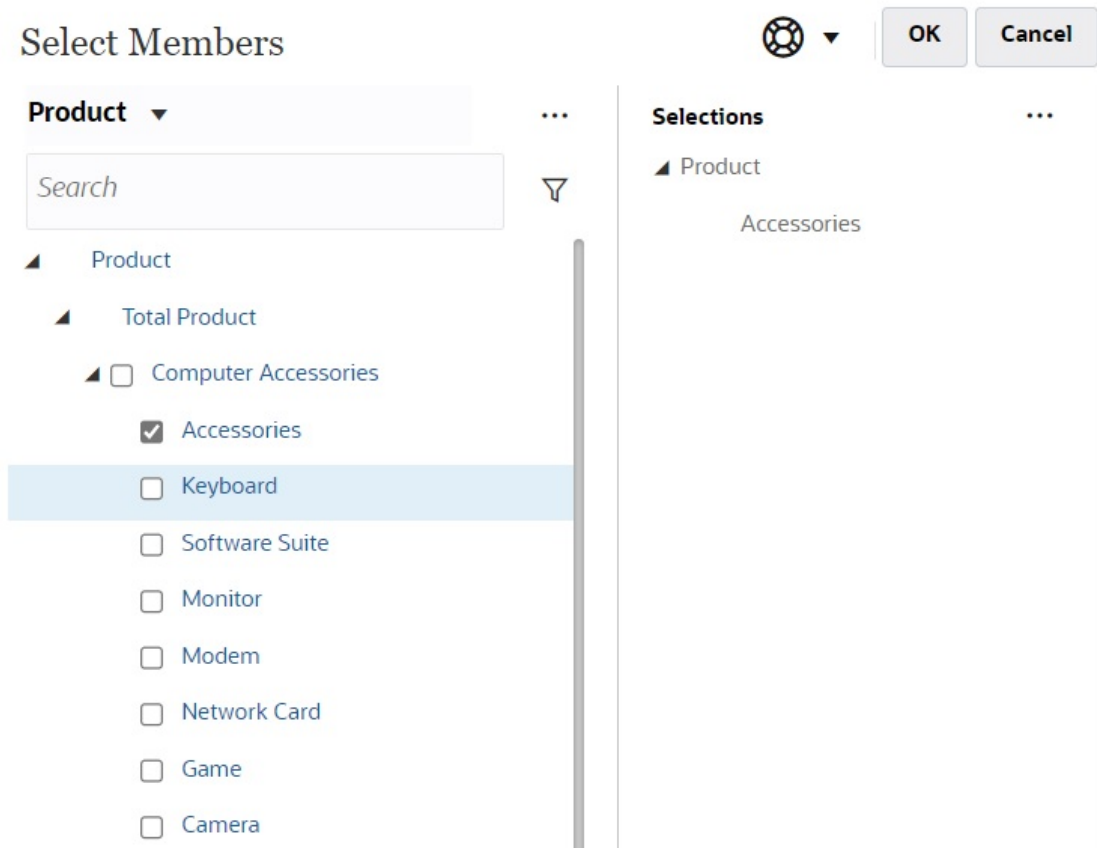 Select Members
OK
Cancel
Product
...
Search
Product
Total Product
Computer Accessories
Accessories
Keyboard
Software Suite
Monitor
Modem
Network Card
Game
Camera
Selections
...
Product
Accessories